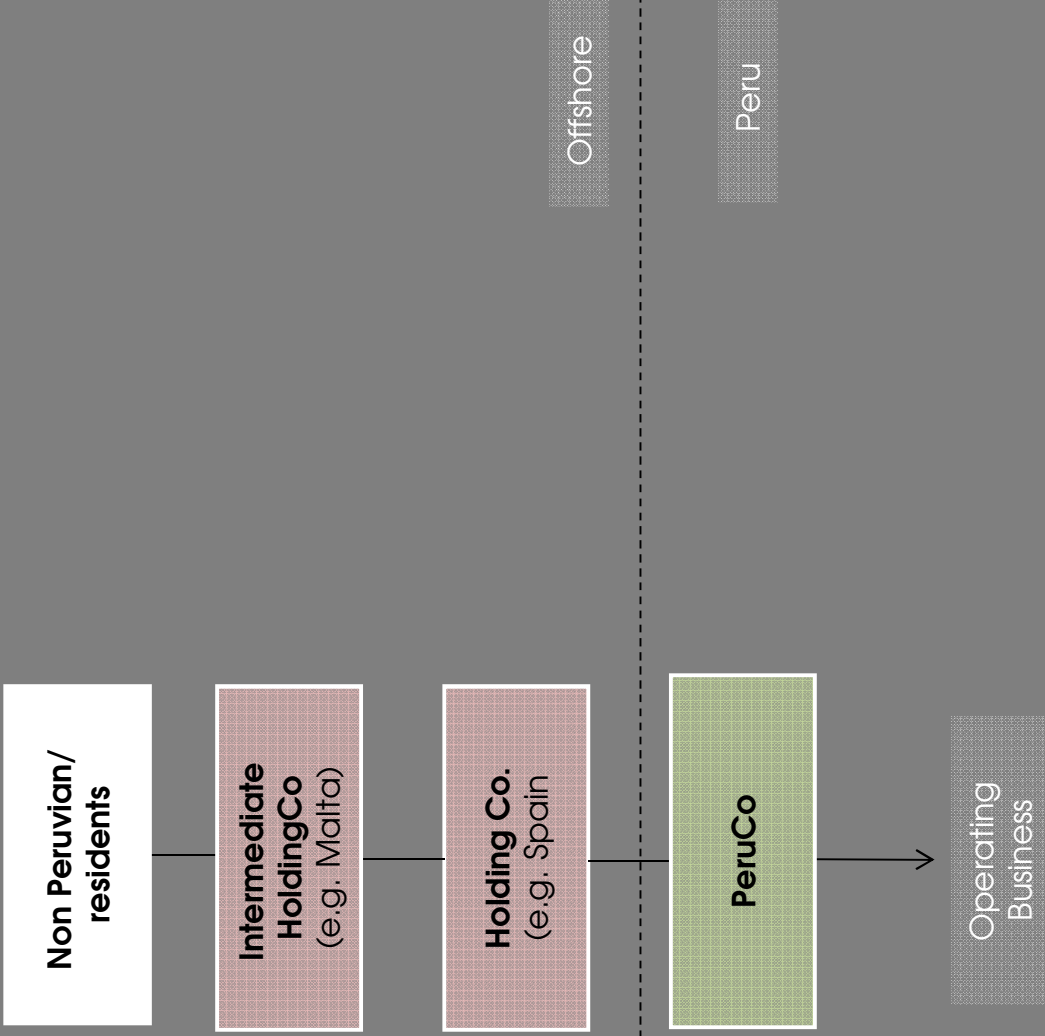 Non Peruvian/
residents
Intermediate
HoldingCo
(e.g. Malta)
Holding Co.
(e.g. Spain
Offshore
Peru
PeruCo
Operating
Business